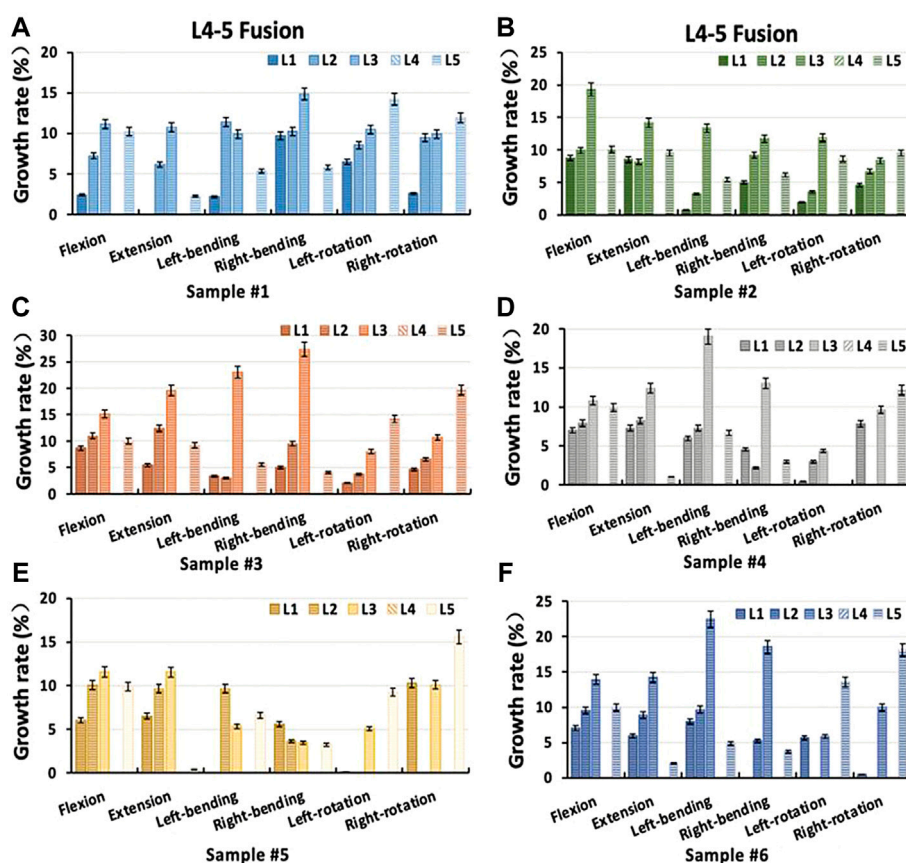 A
L4-5 Fusion
Growth rate (%)
L1 L2 L3 L4 L5
20
15
10
5
0
Flexion
Extension
Left-bending
Right-bending
Left-rotation
Right-rotation
Sample #1
B
L4-5 Fusion
Growth rate (%)
L1 L2 L3 L4 L5
25
20
15
10
5
0
Flexion
Extension
Left-bending
Right-bending
Left-rotation
Right-rotation
Sample #2
C
Growth rate (%)
L1 L2 L3 L4 L5
30
25
20
15
10
5
0
Flexion
Extension
Left-bending
Right-bending
Left-rotation
Right-rotation
Sample #3
D
Growth rate (%)
L1 L2 L3 L4 L5
20
15
10
5
0
Flexion
Extension
Left-bending
Right-bending
Left-rotation
Right-rotation
Sample #4
E
Growth rate (%)
L1 L2 L3 L4 L5
20
15
10
5
0
Flexion
Extension
Left-bending
Right-bending
Left-rotation
Right-rotation
Sample #5
F
Growth rate (%)
L1 L2 L3 L4 L5
25
20
15
10
5
0
Flexion
Extension
Left-bending
Right-bending
Left-rotation
Right-rotation
Sample #6